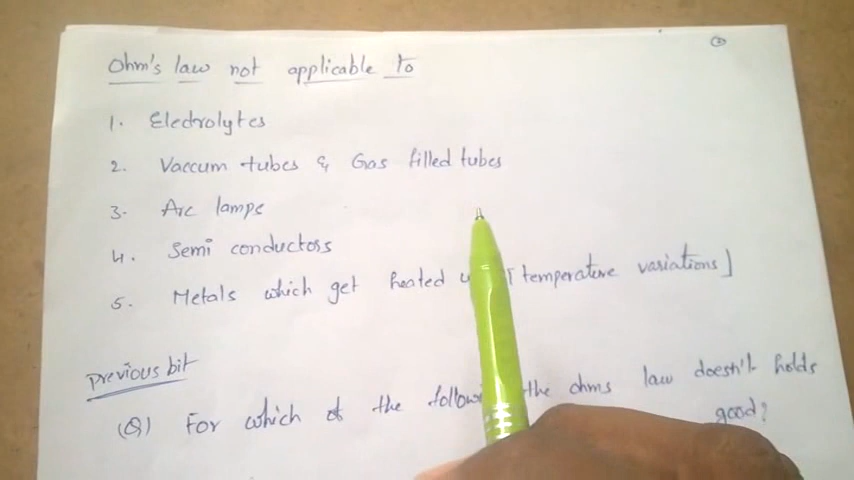 ②
Ohm's law not applicable to
1. Electrolytes
2. Vaccum tubes & Gas filled tubes
3. Arc lamps
4. Semi conductors
5. Metals which get heated [temperature variations]
Previous bit
(Q) For which of the the ohms law doesn't holds
good?